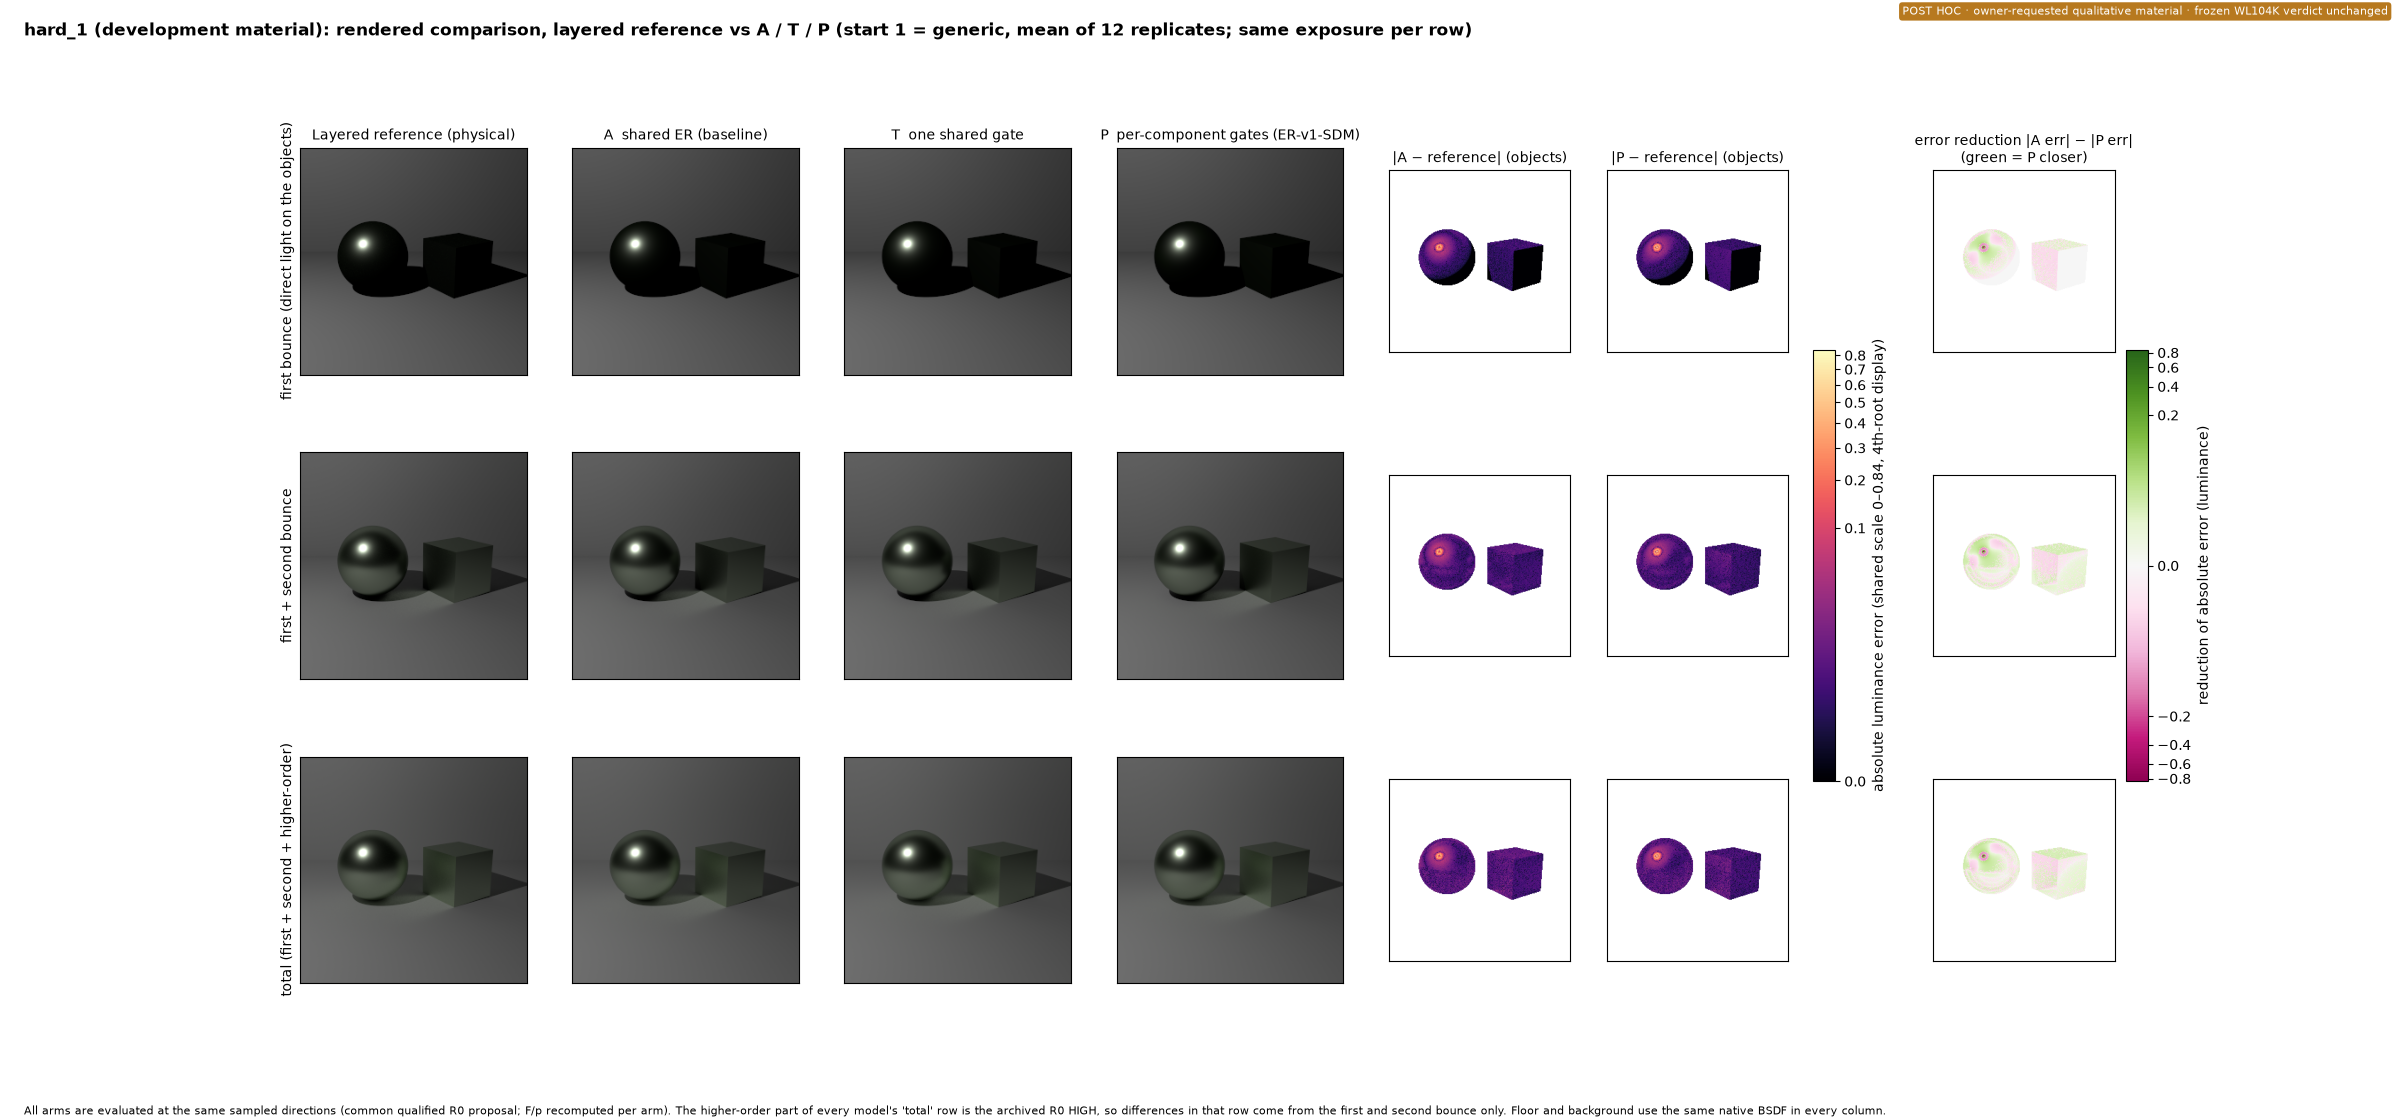 POST HOC · owner-requested qualitative material · frozen WL104K verdict unchanged
hard_1 (development material): rendered comparison, layered reference vs A / T / P (start 1 = generic, mean of 12 replicates; same exposure per row)
Layered reference (physical)
A  shared ER (baseline)
T  one shared gate
P  per-component gates (ER-v1-SDM)
|A − reference| (objects)
|P − reference| (objects)
error reduction |A err| − |P err|
(green = P closer)
first bounce (direct light on the objects)
first + second bounce
total (first + second + higher-order)
0.8
0.7
0.6
0.5
0.4
0.3
0.2
0.1
0.0
absolute luminance error (shared scale 0–0.84, 4th-root display)
0.8
0.6
0.4
0.2
0.0
−0.2
−0.4
−0.6
−0.8
reduction of absolute error (luminance)
All arms are evaluated at the same sampled directions (common qualified R0 proposal; F/p recomputed per arm). The higher-order part of every model's 'total' row is the archived R0 HIGH, so differences in that row come from the first and second bounce only. Floor and background use the same native BSDF in every column.